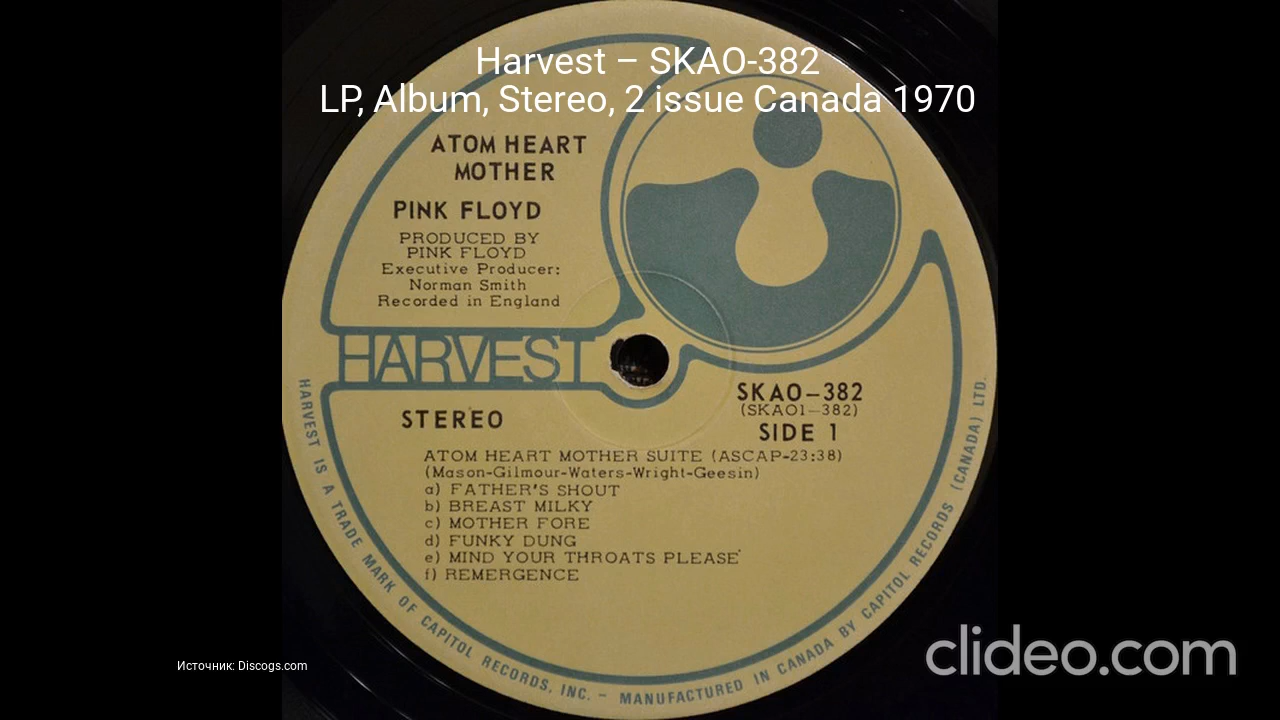 Harvest – SKAO-382
LP, Album, Stereo, 2 issue Canada 1970
ATOM HEART
MOTHER
PINK FLOYD
PRODUCED BY
PINK FLOYD
Executive Producer:
Norman Smith
Recorded in England
HARVEST
STEREO
SKAO-382
(SKAO1-382)
SIDE 1
ATOM HEART MOTHER SUITE (ASCAP-23:38)
(Mason-Gilmour-Waters-Wright-Geesin)
a) FATHER'S SHOUT
b) BREAST MILKY
c) MOTHER FORE
d) FUNKY DUNG
e) MIND YOUR THROATS PLEASE
f) REMERGENCE
HARVEST IS A TRADE MARK OF CAPITOL RECORDS, INC. – MANUFACTURED IN CANADA BY CAPITOL RECORDS (CANADA) LTD.
Источник: Discogs.com
clideo.com